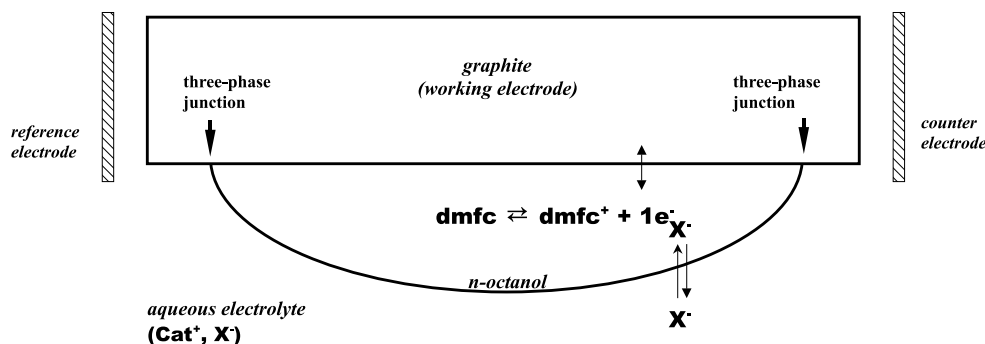 graphite
(working electrode)
three-phase
junction
three-phase
junction
reference
electrode
counter
electrode
dmfc ⇄ dmfc⁺ + 1e⁻
X⁻
n-octanol
aqueous electrolyte
(Cat⁺, X⁻)
X⁻